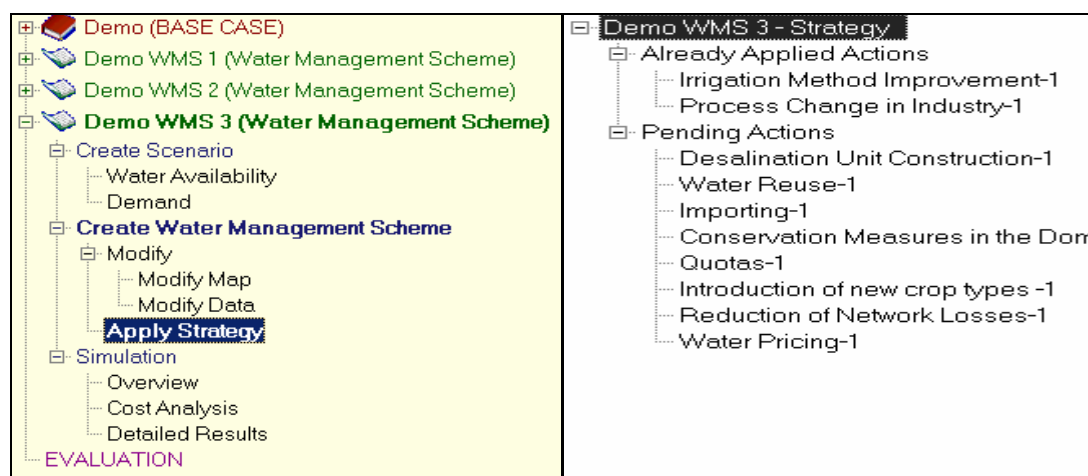 Demo (BASE CASE)
Demo WMS 1 (Water Management Scheme)
Demo WMS 2 (Water Management Scheme)
Demo WMS 3 (Water Management Scheme)
Create Scenario
Water Availability
Demand
Create Water Management Scheme
Modify
Modify Map
Modify Data
Apply Strategy
Simulation
Overview
Cost Analysis
Detailed Results
EVALUATION
Demo WMS 3 - Strategy
Already Applied Actions
Irrigation Method Improvement-1
Process Change in Industry-1
Pending Actions
Desalination Unit Construction-1
Water Reuse-1
Importing-1
Conservation Measures in the Dom
Quotas-1
Introduction of new crop types -1
Reduction of Network Losses-1
Water Pricing-1